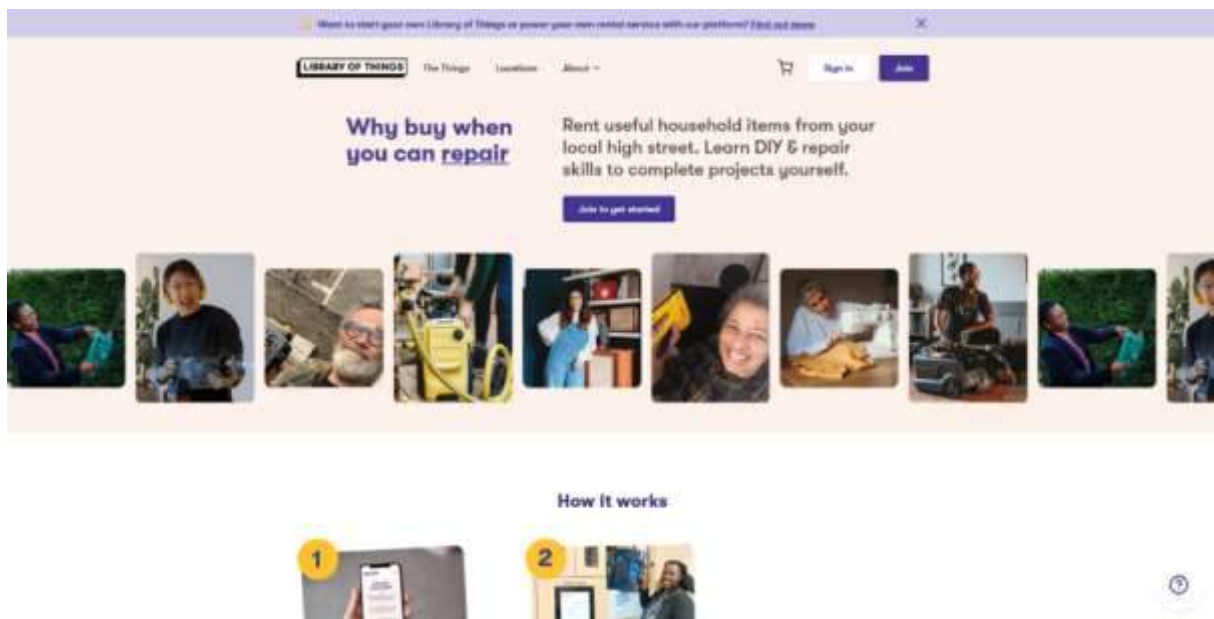 Want to start your own Library of Things or power your own rental service with our platform? Find out more
LIBRARY OF THINGS The Things Locations About Sign in Join
Why buy when
you can repair
Rent useful household items from your
local high street. Learn DIY & repair
skills to complete projects yourself.
Join to get started
How it works
1
2